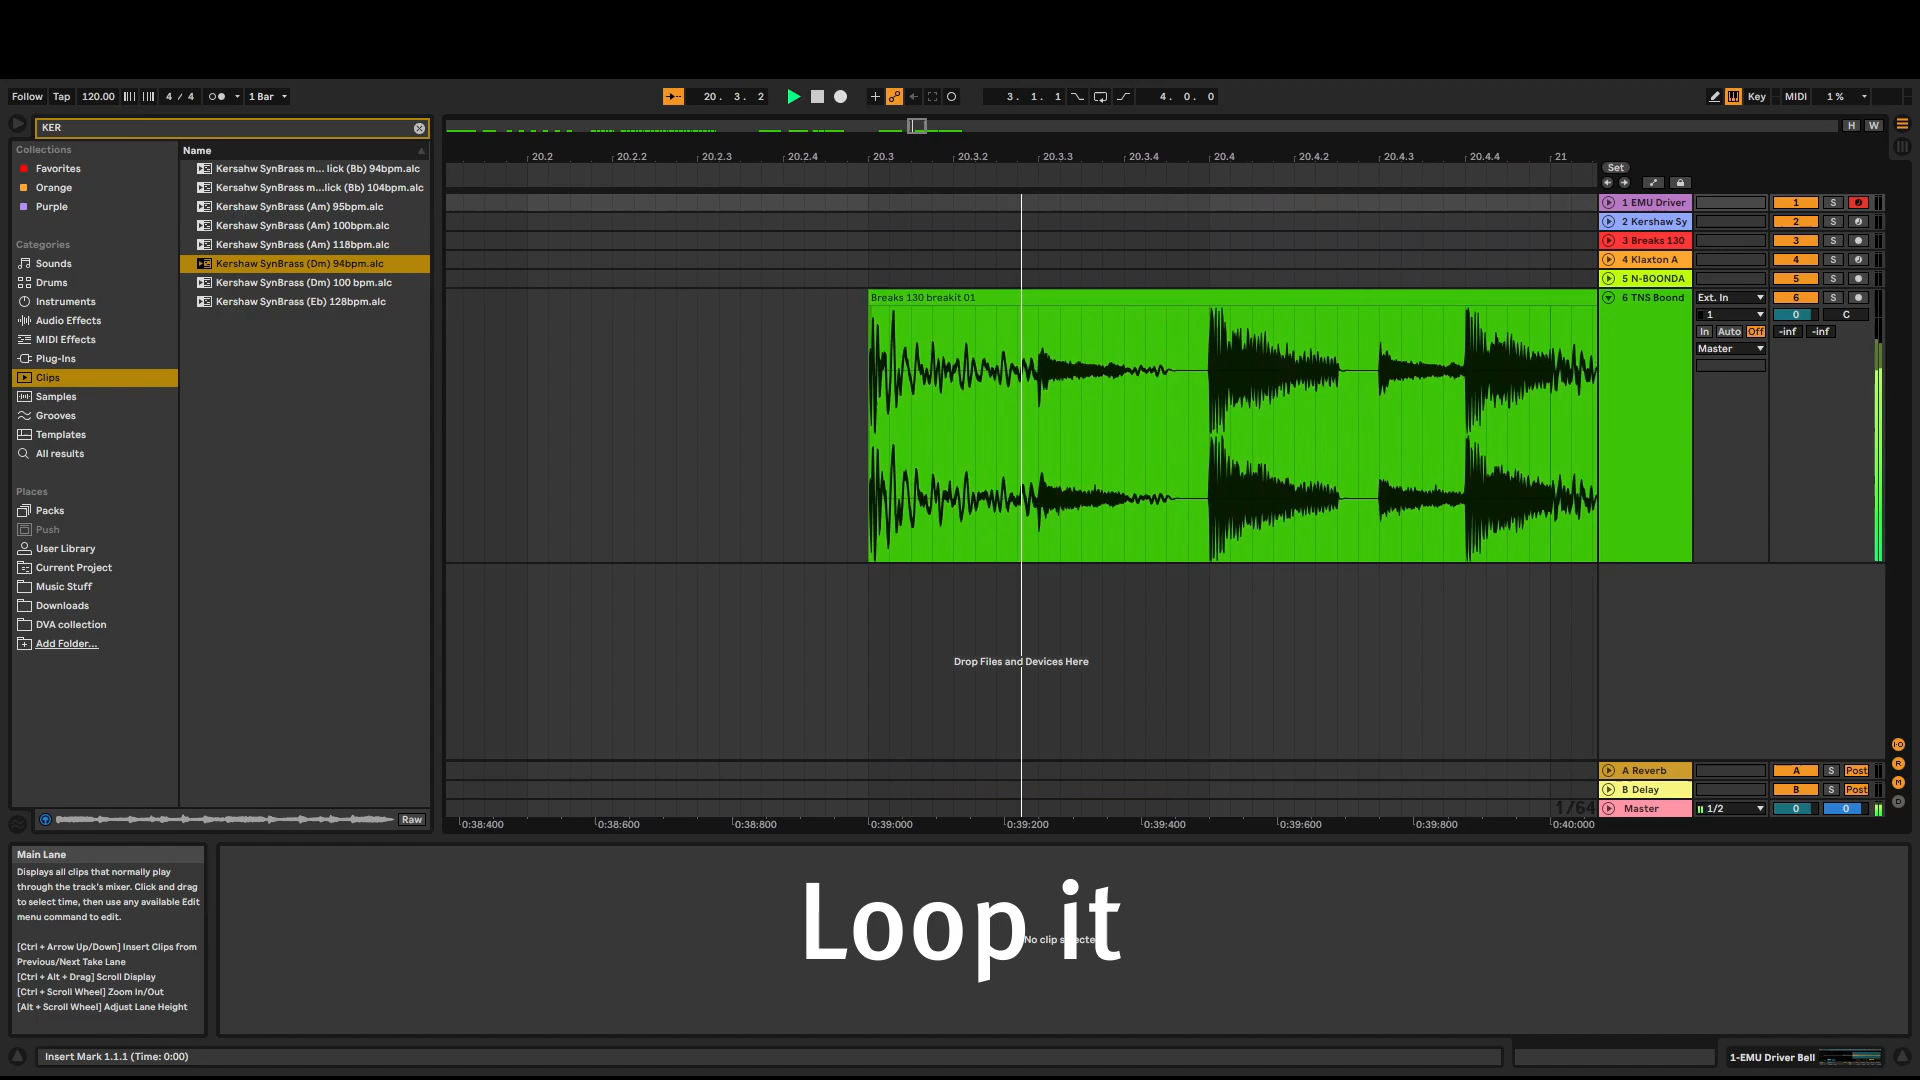 Follow Tap 120.00 4 / 4 1 Bar 20. 3. 2 3. 1. 1 4. 0. 0 Key MIDI 1 %
KER
H W
Collections
Favorites
Orange
Purple
Categories
Sounds
Drums
Instruments
Audio Effects
MIDI Effects
Plug-Ins
Clips
Samples
Grooves
Templates
All results
Places
Packs
Push
User Library
Current Project
Music Stuff
Downloads
DVA collection
Add Folder...
Name
Kersahw SynBrass m... lick (Bb) 94bpm.alc
Kersahw SynBrass m...lick (Bb) 104bpm.alc
Kershaw SynBrass (Am) 95bpm.alc
Kershaw SynBrass (Am) 100bpm.alc
Kershaw SynBrass (Am) 118bpm.alc
Kershaw SynBrass (Dm) 94bpm.alc
Kershaw SynBrass (Dm) 100 bpm.alc
Kershaw SynBrass (Eb) 128bpm.alc
Raw
20.2 20.2.2 20.2.3 20.2.4 20.3 20.3.2 20.3.3 20.3.4 20.4 20.4.2 20.4.3 20.4.4 21
Set
1 EMU Driver 1 S
2 Kershaw Sy 2 S
3 Breaks 130 3 S
4 Klaxton A 4 S
5 N-BOONDA 5 S
Breaks 130 breakit 01
6 TNS Boond Ext. In 6 S
1 0 C
In Auto Off -inf -inf
Master
Drop Files and Devices Here
A Reverb A S Post
B Delay B S Post
1/64
Master 1/2 0 0
0:38:400 0:38:600 0:38:800 0:39:000 0:39:200 0:39:400 0:39:600 0:39:800 0:40:000
Main Lane
Displays all clips that normally play
through the track's mixer. Click and drag
to select time, then use any available Edit
menu command to edit.
[Ctrl + Arrow Up/Down] Insert Clips from
Previous/Next Take Lane
[Ctrl + Alt + Drag] Scroll Display
[Ctrl + Scroll Wheel] Zoom In/Out
[Alt + Scroll Wheel] Adjust Lane Height
Loop it
No clip
Insert Mark 1.1.1 (Time: 0:00)
1-EMU Driver Bell